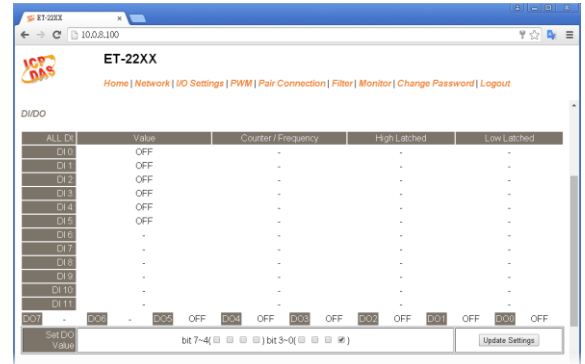 ET-22XX
10.0.8.100
ICP DAS
ET-22XX
Home | Network | I/O Settings | PWM | Pair Connection | Filter | Monitor | Change Password | Logout
DI/DO
ALL DI Value Counter / Frequency High Latched Low Latched
DI 0 OFF - - -
DI 1 OFF - - -
DI 2 OFF - - -
DI 3 OFF - - -
DI 4 OFF - - -
DI 5 OFF - - -
DI 6 - - - -
DI 7 - - - -
DI 8 - - - -
DI 9 - - - -
DI 10 - - - -
DI 11 - - - -
DO7 - DO6 - DO5 OFF DO4 OFF DO3 OFF DO2 OFF DO1 OFF DO0 OFF
Set DO Value bit 7~4( ) bit 3~0( ) Update Settings